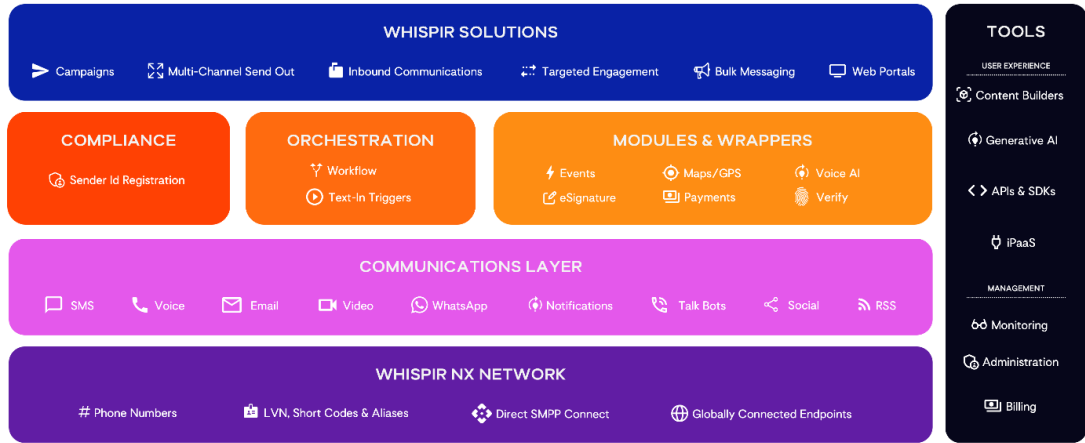 WHISPIR SOLUTIONS
Campaigns Multi-Channel Send Out Inbound Communications Targeted Engagement Bulk Messaging Web Portals
COMPLIANCE
Sender Id Registration
ORCHESTRATION
Workflow
Text-In Triggers
MODULES & WRAPPERS
Events Maps/GPS Voice AI
eSignature Payments Verify
COMMUNICATIONS LAYER
SMS Voice Email Video WhatsApp Notifications Talk Bots Social RSS
WHISPIR NX NETWORK
Phone Numbers LVN, Short Codes & Aliases Direct SMPP Connect Globally Connected Endpoints
TOOLS
USER EXPERIENCE
Content Builders
Generative AI
APIs & SDKs
iPaaS
MANAGEMENT
Monitoring
Administration
Billing